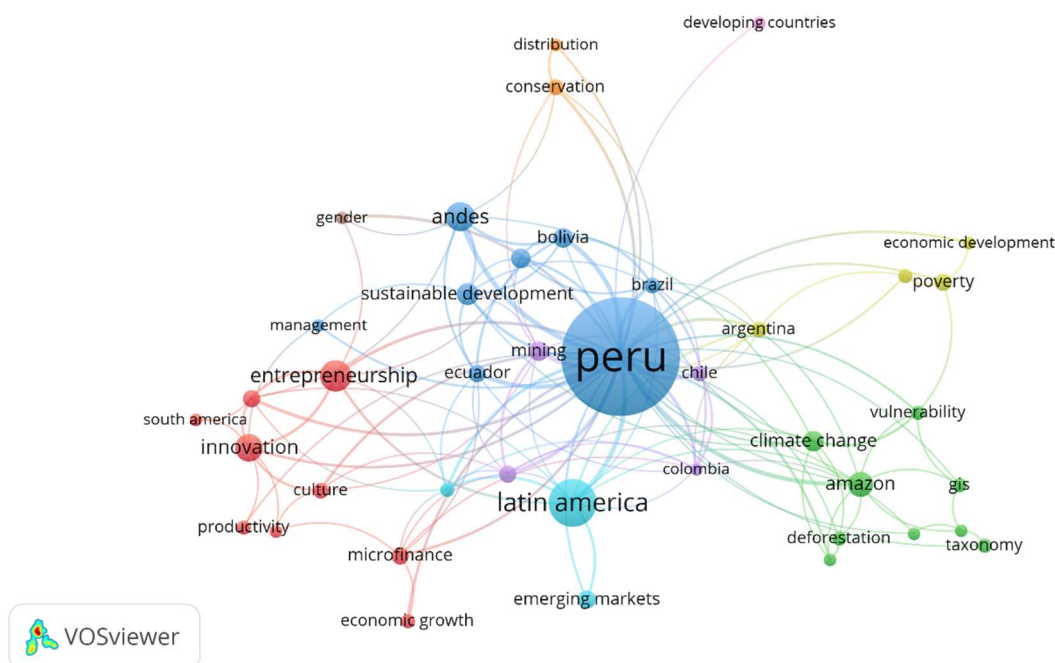 developing countries
distribution
conservation
gender
andes
bolivia
economic development
brazil
poverty
sustainable development
management
argentina
mining
peru
ecuador
chile
entrepreneurship
south america
vulnerability
climate change
innovation
colombia
culture
amazon
gis
latin america
productivity
deforestation
taxonomy
microfinance
emerging markets
economic growth
VOSviewer